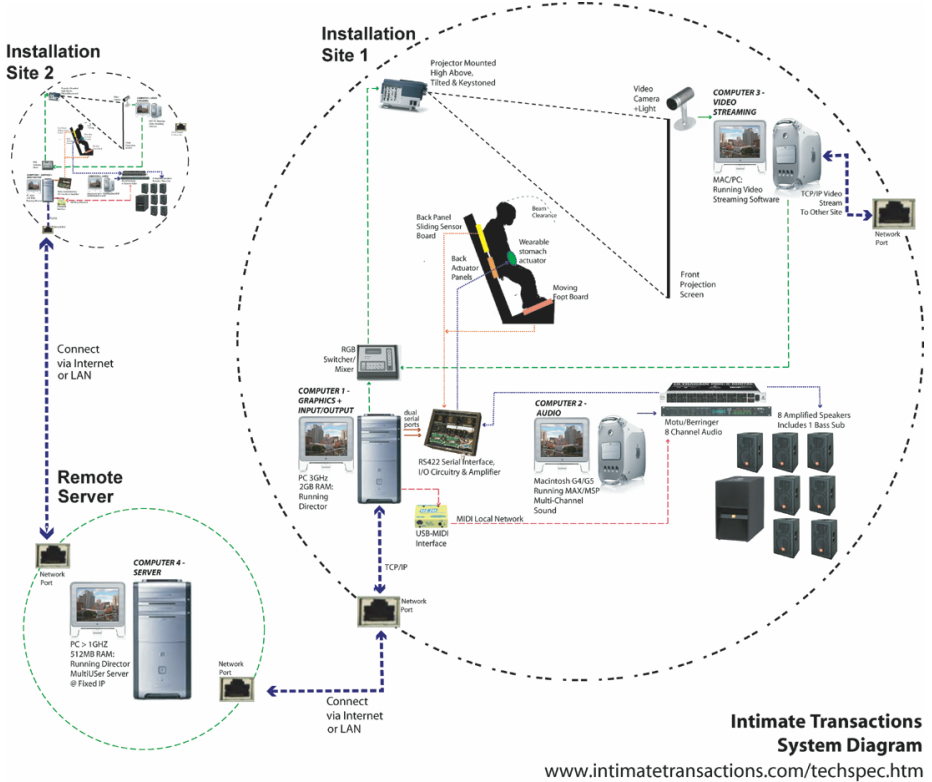 Installation
Site 2
Installation
Site 1
Projector Mounted
High Above,
Tilted & Keystoned
Video
Camera
+Light
COMPUTER 3 -
VIDEO
STREAMING
MAC/PC:
Running Video
Streaming Software
TCP/IP Video
Stream
To Other Site
Network
Port
Back Panel
Sliding Sensor
Board
Beam
Clearance
Wearable
stomach
actuator
Back
Actuator
Panels
Moving
Foot Board
Front
Projection
Screen
Connect
via Internet
or LAN
RGB
Switcher/
Mixer
COMPUTER 1 -
GRAPHICS +
INPUT/OUTPUT
dual
serial
ports
PC 3GHz
2GB RAM:
Running
Director
RS422 Serial Interface,
I/O Circuitry & Amplifier
COMPUTER 2 -
AUDIO
Macintosh G4/G5
Running MAX/MSP
Multi-Channel
Sound
Motu/Berringer
8 Channel Audio
8 Amplified Speakers
Includes 1 Bass Sub
USB-MIDI
Interface
MIDI Local Network
TCP/IP
Network
Port
Remote
Server
Network
Port
COMPUTER 4 -
SERVER
PC > 1GHZ
512MB RAM:
Running Director
MultiUSer Server
@ Fixed IP
Network
Port
Connect
via Internet
or LAN
Intimate Transactions
System Diagram
www.intimatetransactions.com/techspec.htm